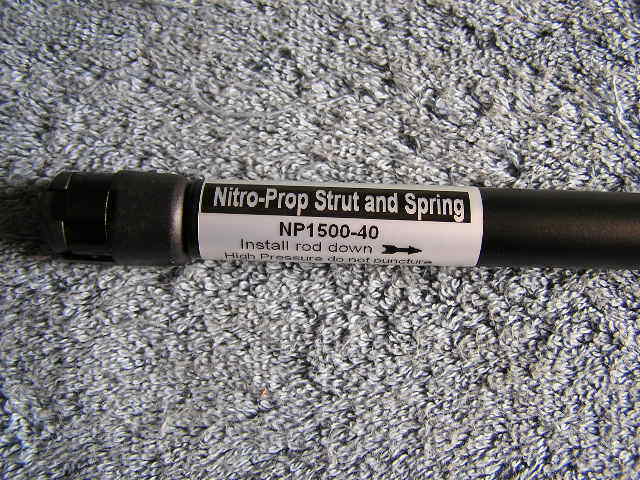 Nitro-Prop Strut and Spring
NP1500-40
Install rod down
High Pressure do not puncture